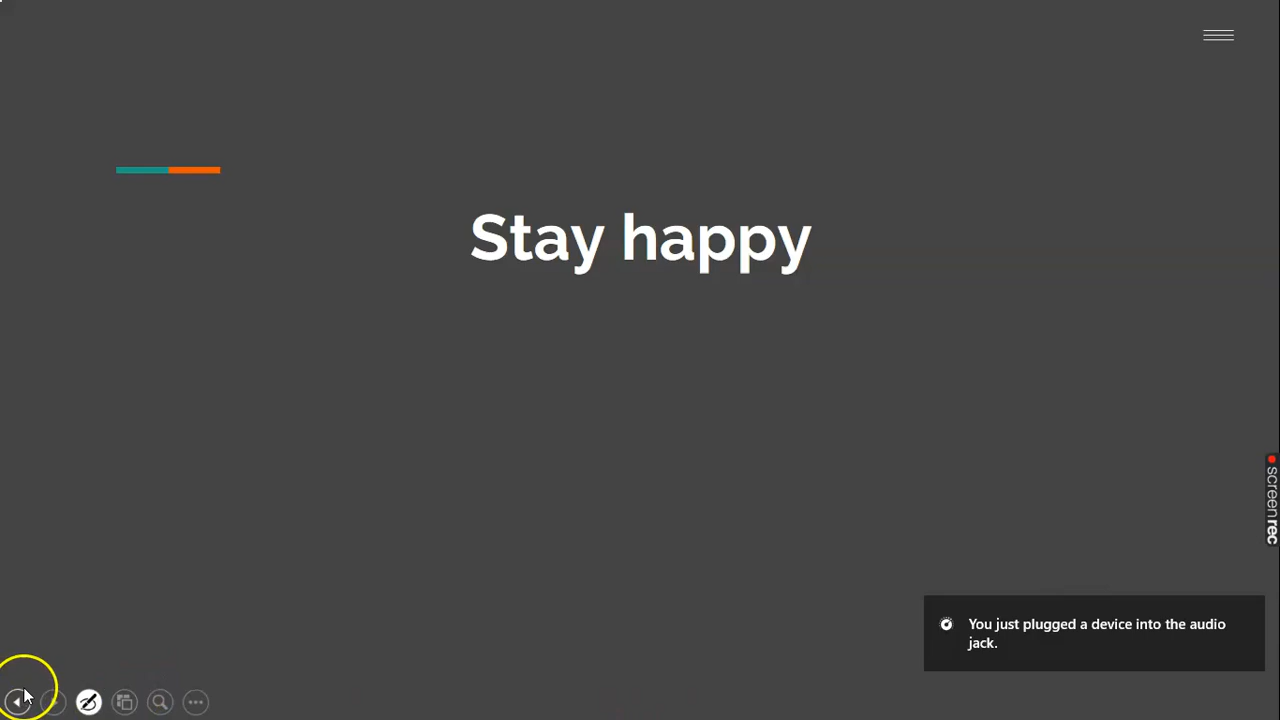 Stay happy
screenrec
You just plugged a device into the audio
jack.